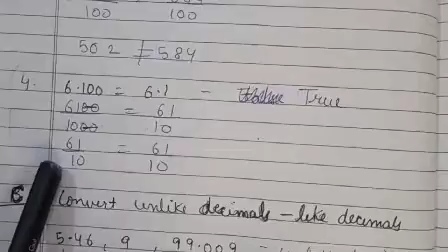 100 100
502 ≠ 584
4. 6.100 = 6.1 - True
6100 = 61
1000 10
61 = 61
10 10
C convert unlike decimals - like decimals
5.46, 9, 99.009 -